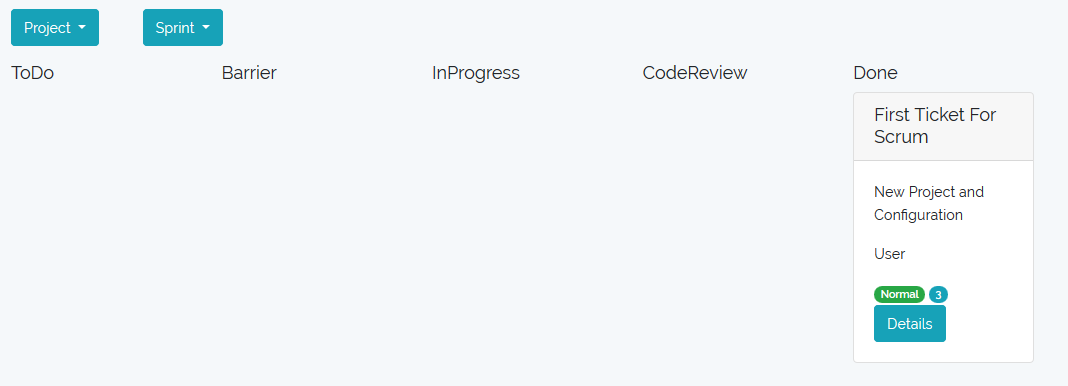 Project
Sprint
ToDo
Barrier
InProgress
CodeReview
Done
First Ticket For
Scrum
New Project and
Configuration
User
Normal 3
Details